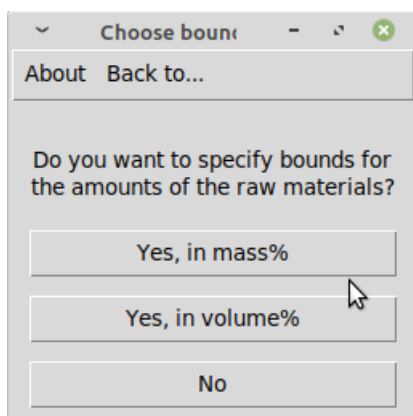 Choose boun
About Back to...
Do you want to specify bounds for
the amounts of the raw materials?
Yes, in mass%
Yes, in volume%
No